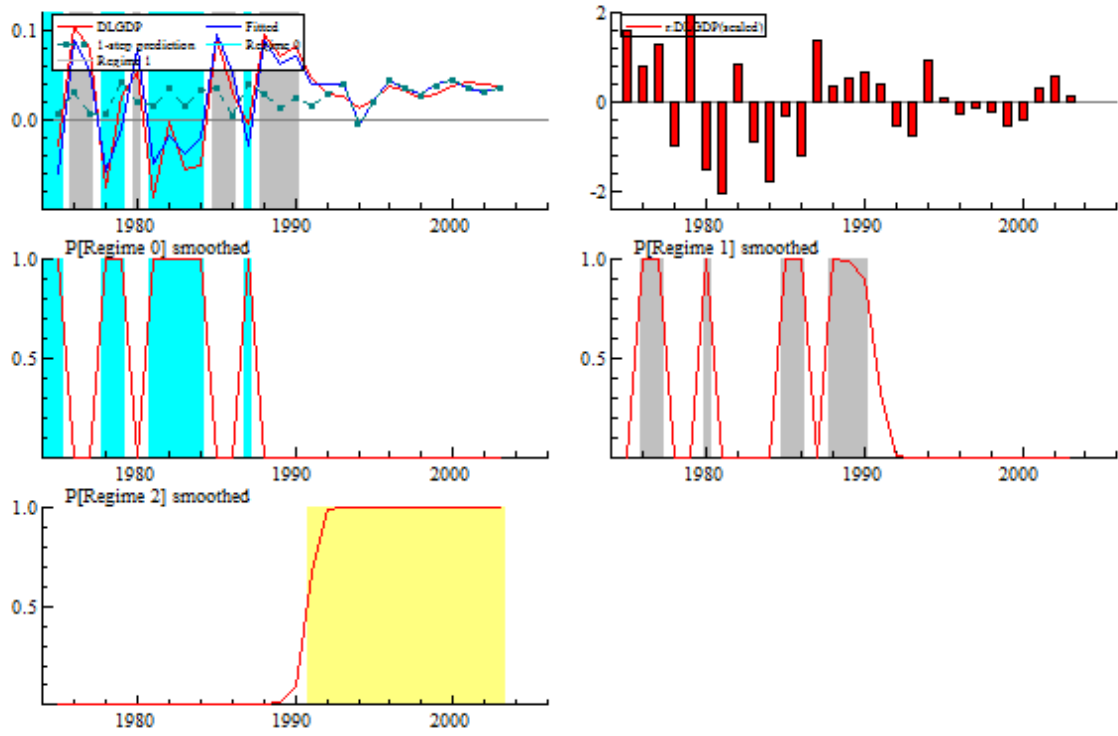 DLGDP Fitted
1-step prediction Regime 0
Regime 1
0.1
0.0
1980 1990 2000
r:DLGDP(scaled)
2
0
-2
1980 1990 2000
P[Regime 0] smoothed
1.0
0.5
1980 1990 2000
P[Regime 1] smoothed
1.0
0.5
1980 1990 2000
P[Regime 2] smoothed
1.0
0.5
1980 1990 2000